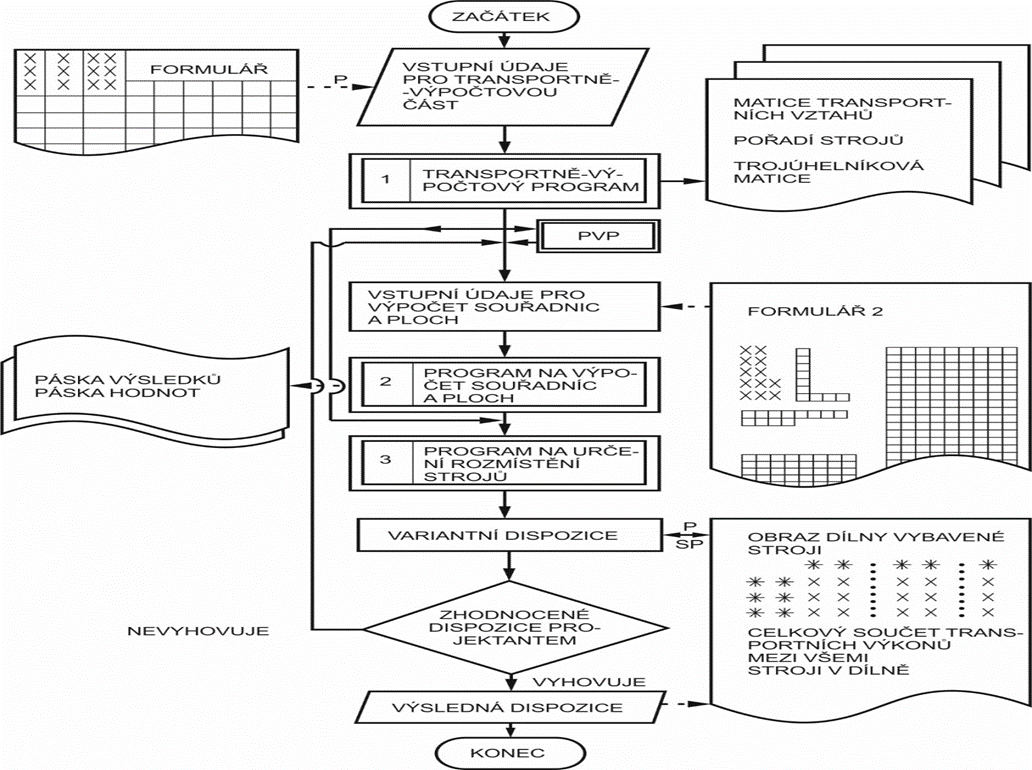 ZAČÁTEK
FORMULÁŘ
P
VSTUPNÍ ÚDAJE
PRO TRANSPORTNĚ-
-VÝPOČTOVOU
ČÁST
MATICE TRANSPORT-
NÍCH VZTAHŮ
POŘADÍ STROJŮ
TROJÚHELNÍKOVÁ
MATICE
1
TRANSPORTNĚ-VÝ-
POČTOVÝ PROGRAM
PVP
VSTUPNÍ ÚDAJE PRO
VÝPOČET SOUŘADNIC
A PLOCH
FORMULÁŘ 2
PÁSKA VÝSLEDKŮ
PÁSKA HODNOT
2
PROGRAM NA VÝPO-
ČET SOUŘADNÍC
A PLOCH
3
PROGRAM NA URČE-
NÍ ROZMÍSTĚNÍ
STROJŮ
VARIANTNÍ DISPOZICE
P
SP
OBRAZ DÍLNY VYBAVENÉ
STROJI
CELKOVÝ SOUČET TRANS-
PORTNÍCH VÝKONŮ
MEZI VŠEMI
STROJI V DÍLNĚ
ZHODNOCENÉ
DISPOZICE PRO-
JEKTANTEM
NEVYHOVUJE
VYHOVUJE
VÝSLEDNÁ DISPOZICE
KONEC